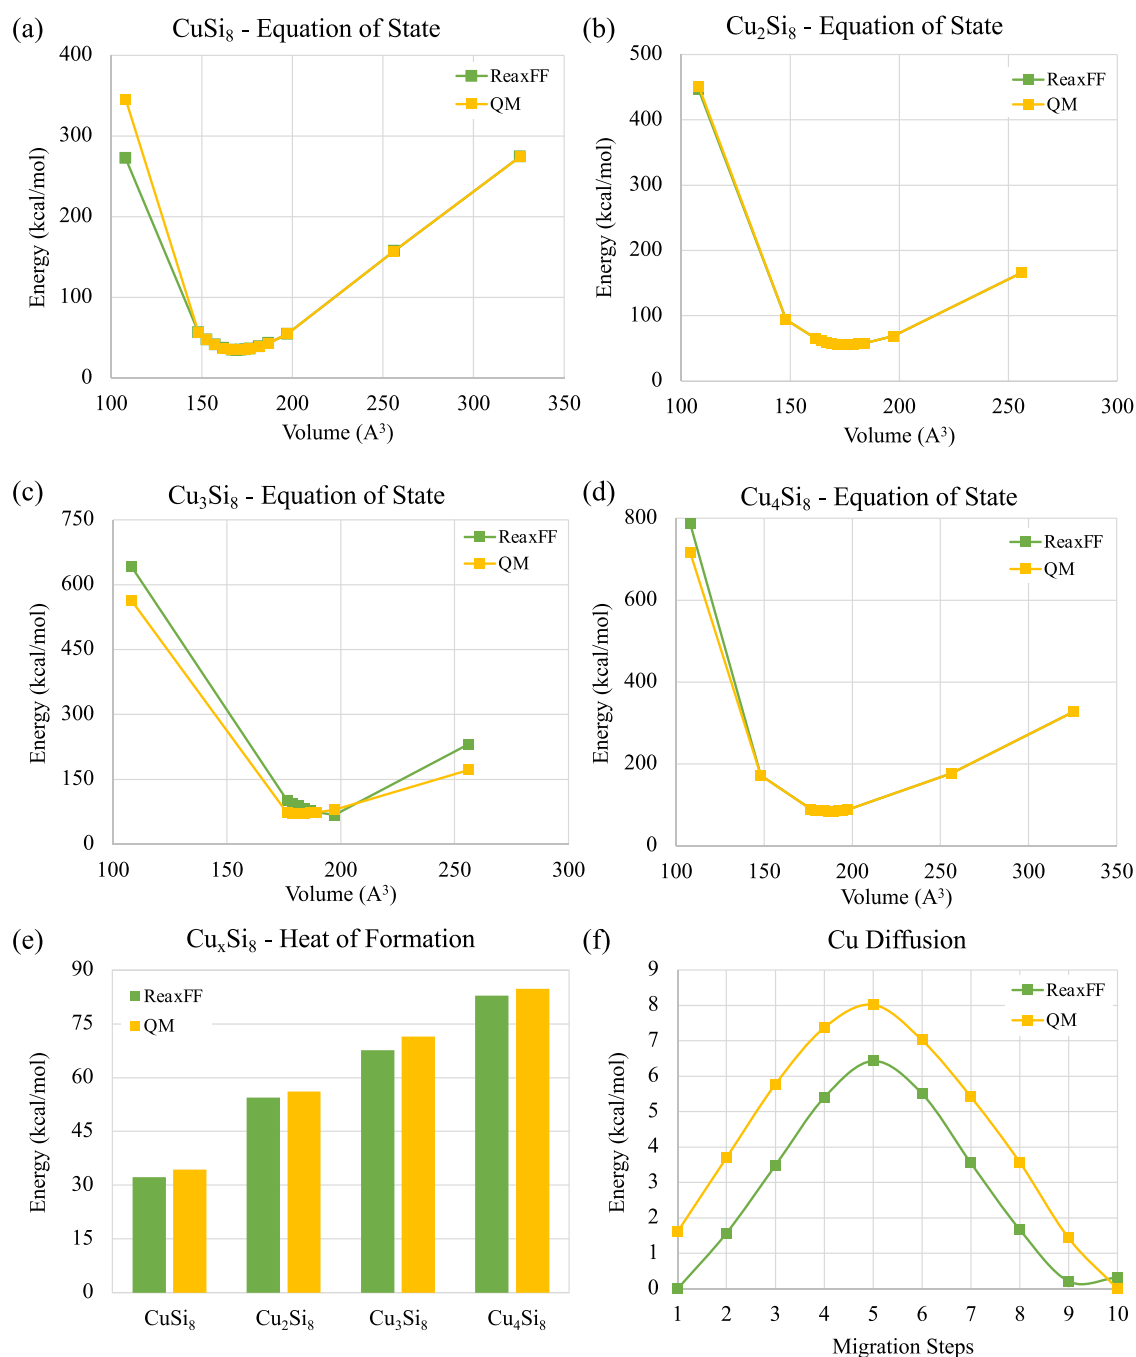 (a)
CuSi₈ - Equation of State
400
300
200
100
0
Energy (kcal/mol)
100 150 200 250 300 350
Volume (A³)
ReaxFF
QM
(b)
Cu₂Si₈ - Equation of State
500
400
300
200
100
0
Energy (kcal/mol)
100 150 200 250 300
Volume (A³)
ReaxFF
QM
(c)
Cu₃Si₈ - Equation of State
750
600
450
300
150
0
Energy (kcal/mol)
100 150 200 250 300
Volume (A³)
ReaxFF
QM
(d)
Cu₄Si₈ - Equation of State
800
600
400
200
0
Energy (kcal/mol)
100 150 200 250 300 350
Volume (A³)
ReaxFF
QM
(e)
CuₓSi₈ - Heat of Formation
90
75
60
45
30
15
0
Energy (kcal/mol)
CuSi₈ Cu₂Si₈ Cu₃Si₈ Cu₄Si₈
ReaxFF
QM
(f)
Cu Diffusion
9
8
7
6
5
4
3
2
1
0
Energy (kcal/mol)
1 2 3 4 5 6 7 8 9 10
Migration Steps
ReaxFF
QM